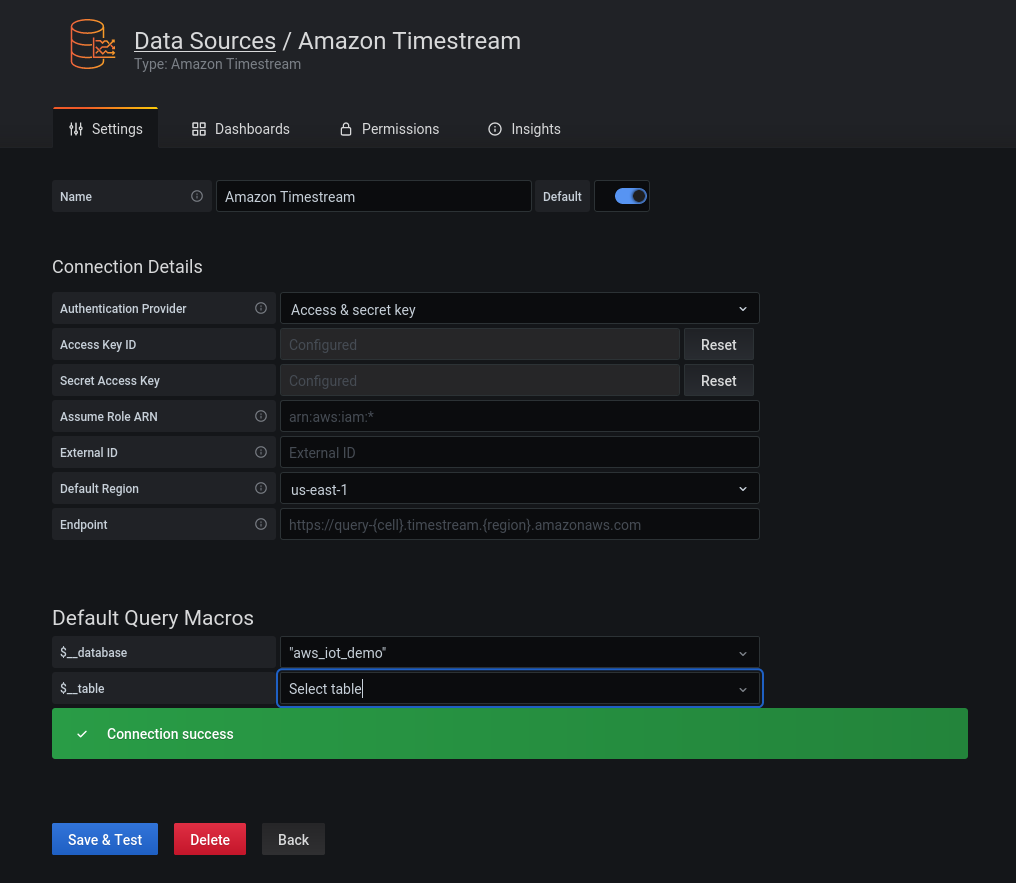 Data Sources / Amazon Timestream
Type: Amazon Timestream
Settings Dashboards Permissions Insights
Name Amazon Timestream Default
Connection Details
Authentication Provider Access & secret key
Access Key ID Configured Reset
Secret Access Key Configured Reset
Assume Role ARN arn:aws:iam:*
External ID External ID
Default Region us-east-1
Endpoint https://query-{cell}.timestream.{region}.amazonaws.com
Default Query Macros
$__database "aws_iot_demo"
$__table Select table
Connection success
Save & Test Delete Back